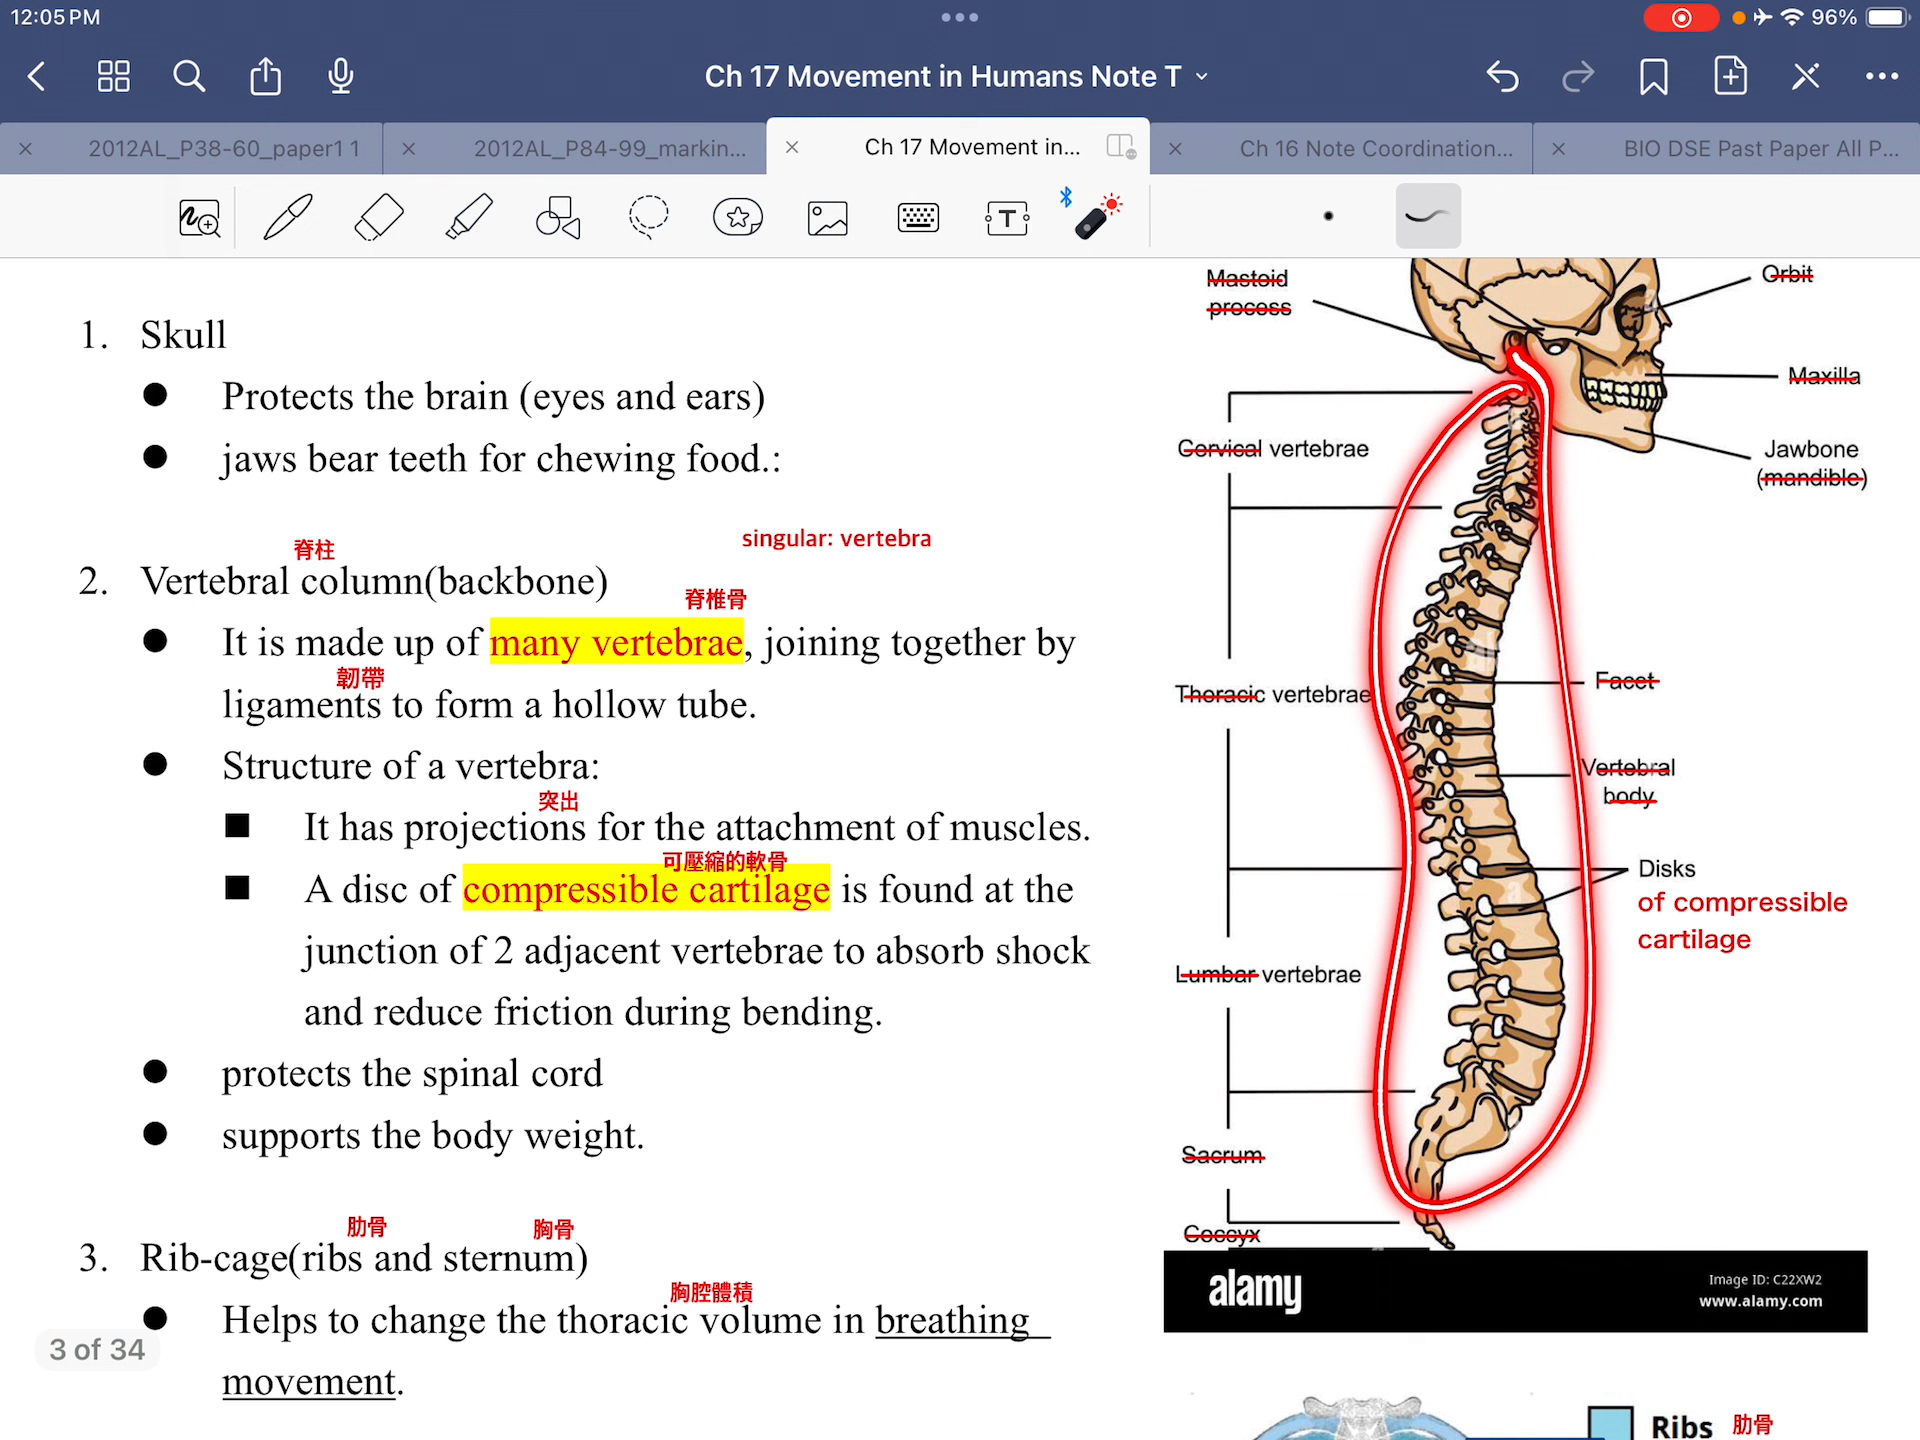 12:05 PM
96%
Ch 17 Movement in Humans Note T
2012AL_P38-60_paper1 1
2012AL_P84-99_markin...
Ch 17 Movement in...
Ch 16 Note Coordination...
BIO DSE Past Paper All P...
1. Skull
Protects the brain (eyes and ears)
jaws bear teeth for chewing food.:
脊柱
singular: vertebra
2. Vertebral column(backbone)
脊椎骨
It is made up of many vertebrae, joining together by
韌帶
ligaments to form a hollow tube.
Structure of a vertebra:
突出
It has projections for the attachment of muscles.
可壓縮的軟骨
A disc of compressible cartilage is found at the
junction of 2 adjacent vertebrae to absorb shock
and reduce friction during bending.
protects the spinal cord
supports the body weight.
肋骨 胸骨
3. Rib-cage(ribs and sternum)
胸腔體積
Helps to change the thoracic volume in breathing
movement.
3 of 34
Mastoid
process
Orbit
Maxilla
Cervical vertebrae
Jawbone
(mandible)
Thoracic vertebrae
Facet
Vertebral
body
Disks
of compressible
cartilage
Lumbar vertebrae
Sacrum
Cossyx
alamy
Image ID: C22XW2
www.alamy.com
Ribs 肋骨